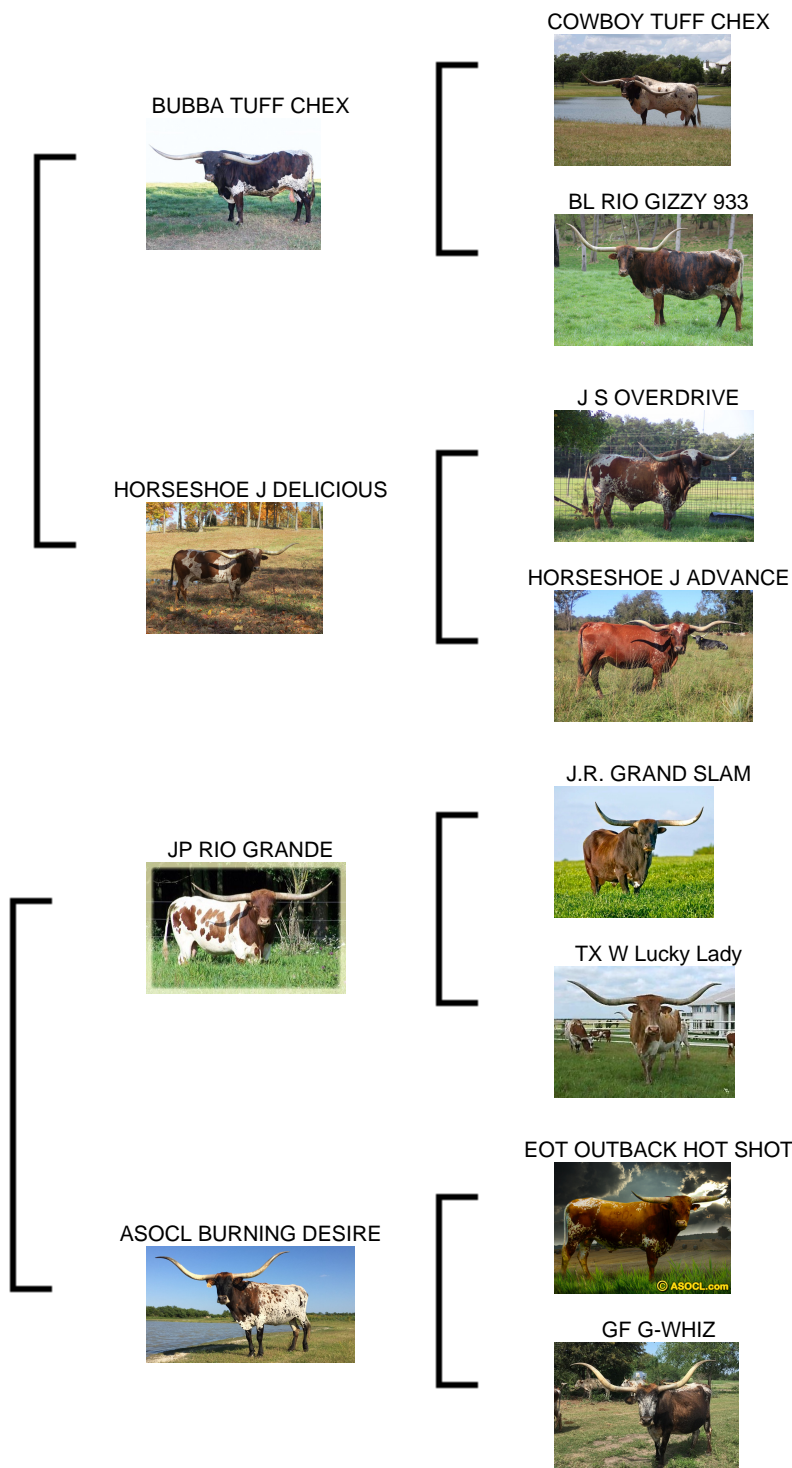 COWBOY TUFF CHEX
BUBBA TUFF CHEX
BL RIO GIZZY 933
J S OVERDRIVE
HORSESHOE J DELICIOUS
HORSESHOE J ADVANCE
J.R. GRAND SLAM
JP RIO GRANDE
TX W Lucky Lady
EOT OUTBACK HOT SHOT
ASOCL BURNING DESIRE
© ASOCL.com
GF G-WHIZ